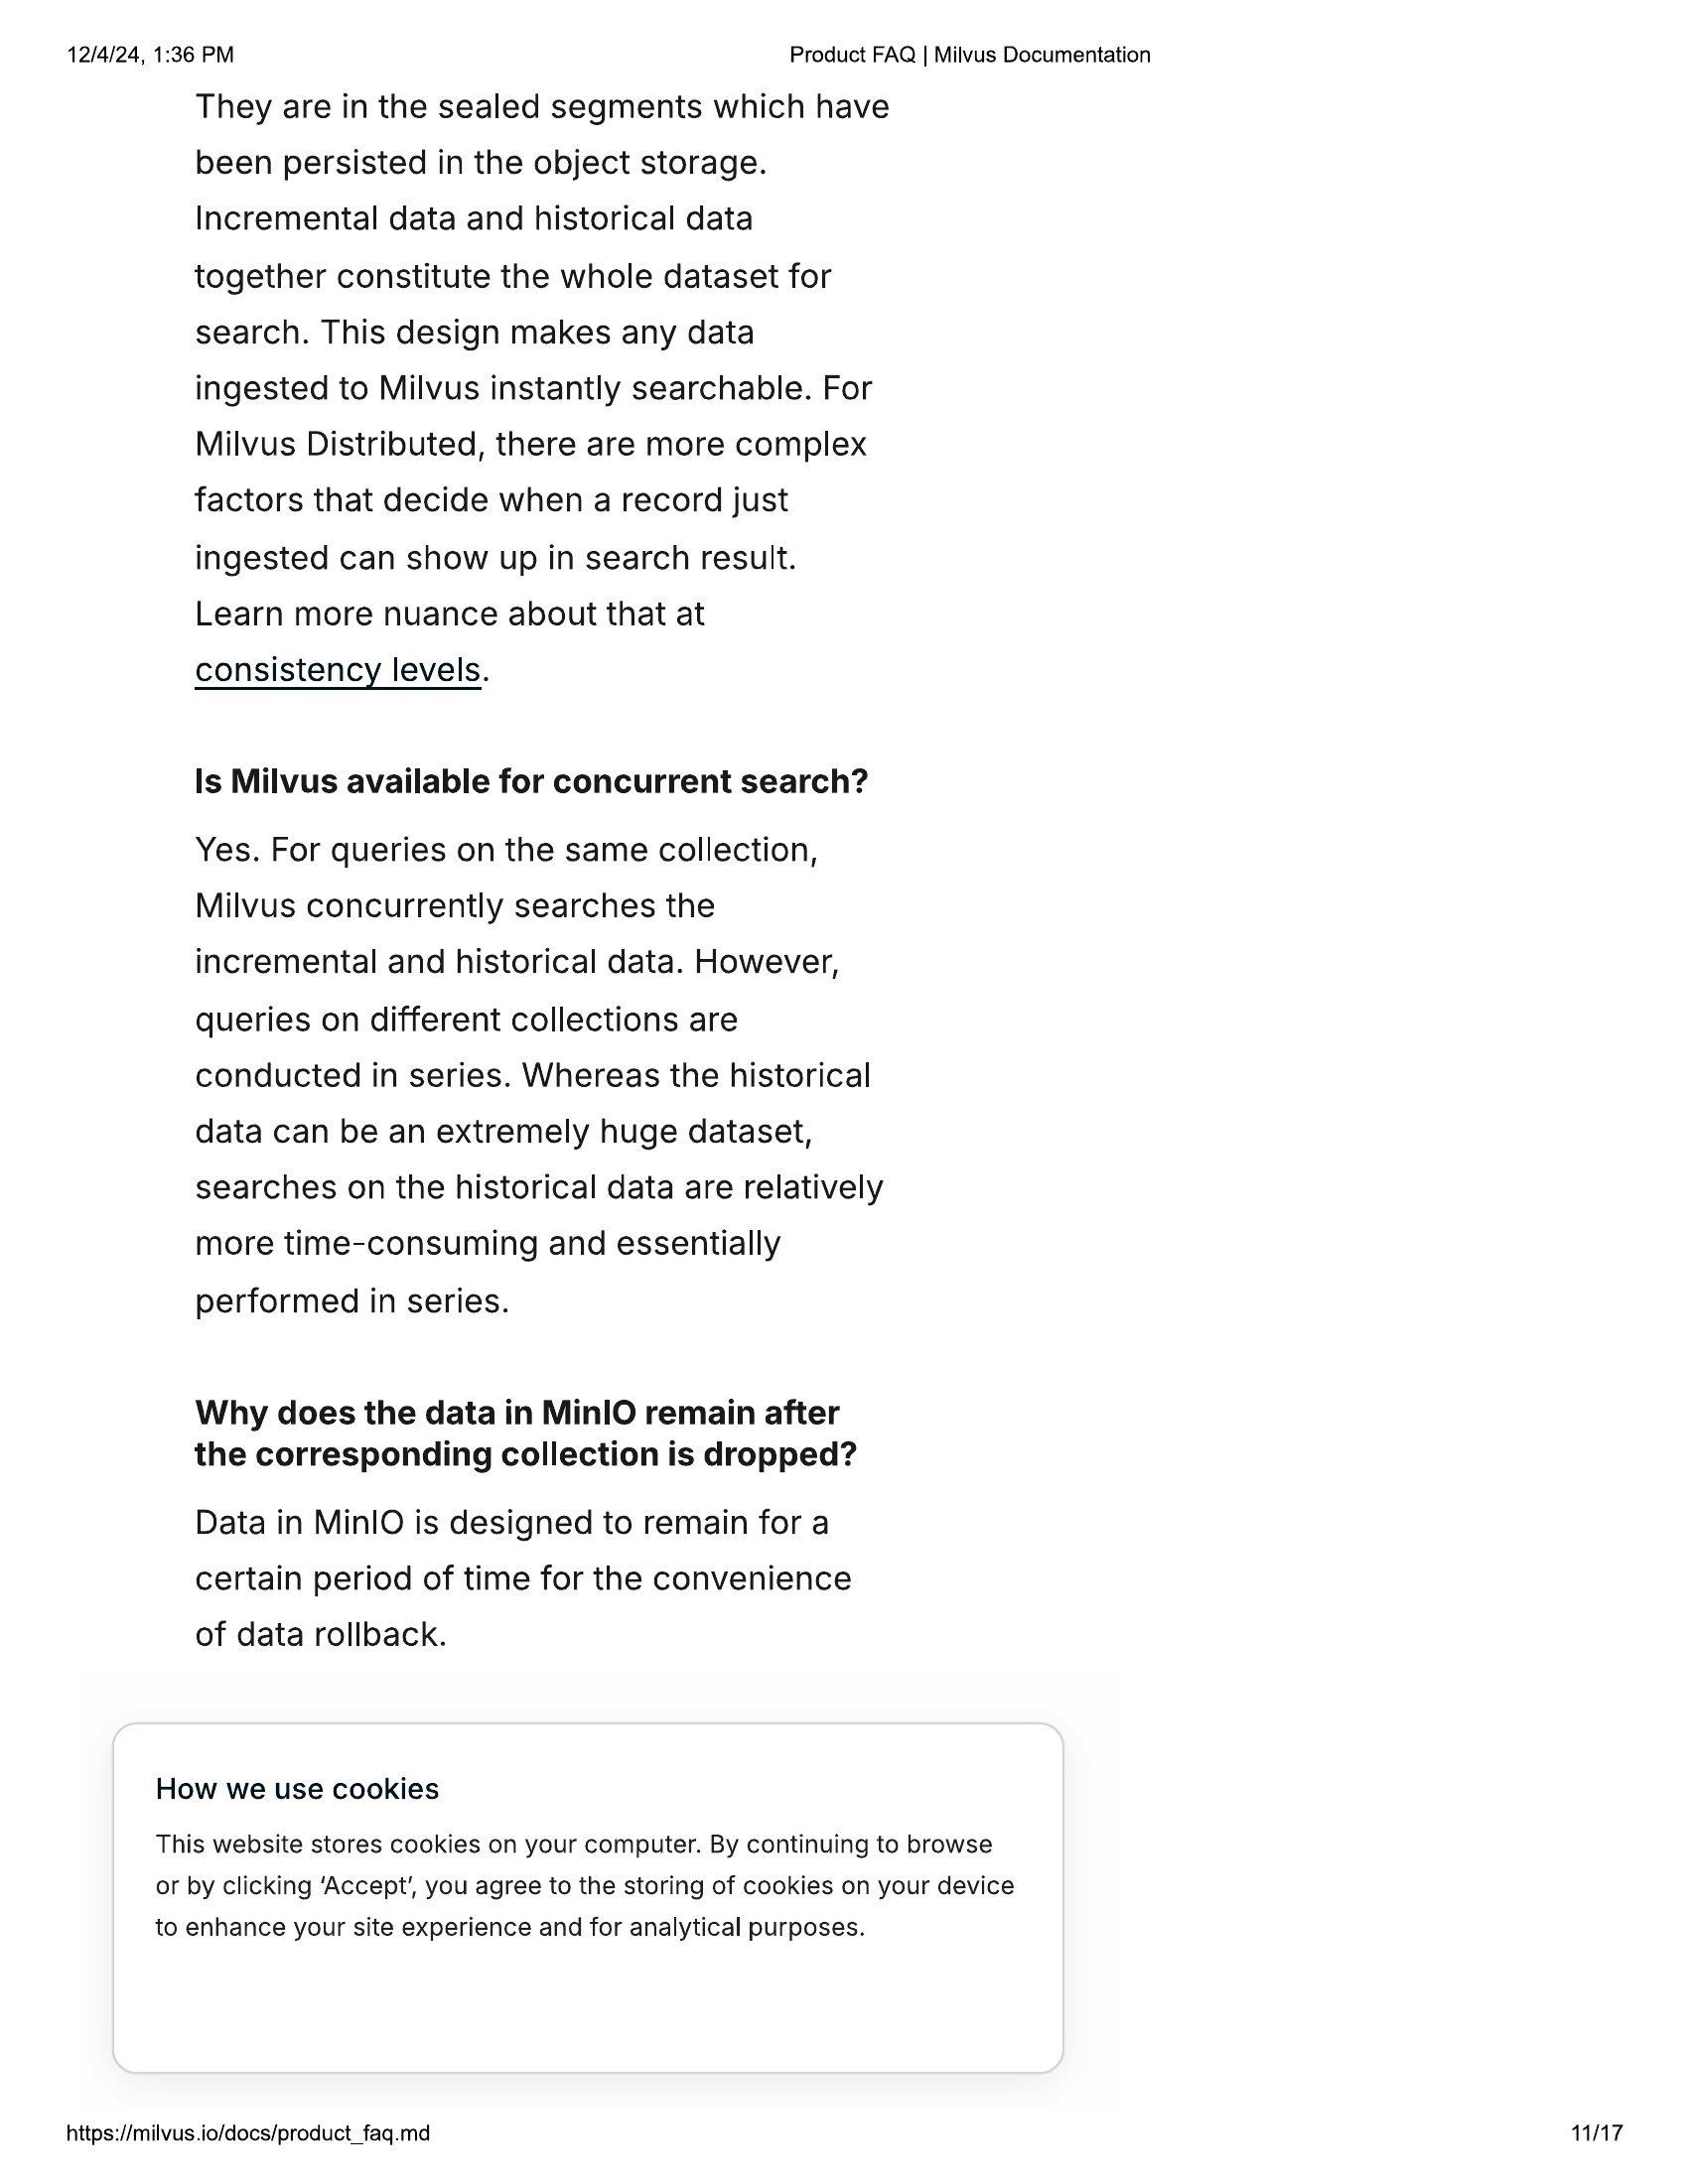 12/4/24, 1:36 PM
Product FAQ | Milvus Documentation
They are in the sealed segments which have
been persisted in the object storage.
Incremental data and historical data
together constitute the whole dataset for
search. This design makes any data
ingested to Milvus instantly searchable. For
Milvus Distributed, there are more complex
factors that decide when a record just
ingested can show up in search result.
Learn more nuance about that at
consistency levels.
Is Milvus available for concurrent search?
Yes. For queries on the same collection,
Milvus concurrently searches the
incremental and historical data. However,
queries on different collections are
conducted in series. Whereas the historical
data can be an extremely huge dataset,
searches on the historical data are relatively
more time-consuming and essentially
performed in series.
Why does the data in MinIO remain after
the corresponding collection is dropped?
Data in MinIO is designed to remain for a
certain period of time for the convenience
of data rollback.
How we use cookies
This website stores cookies on your computer. By continuing to browse
or by clicking ‘Accept’, you agree to the storing of cookies on your device
to enhance your site experience and for analytical purposes.
https://milvus.io/docs/product_faq.md
11/17